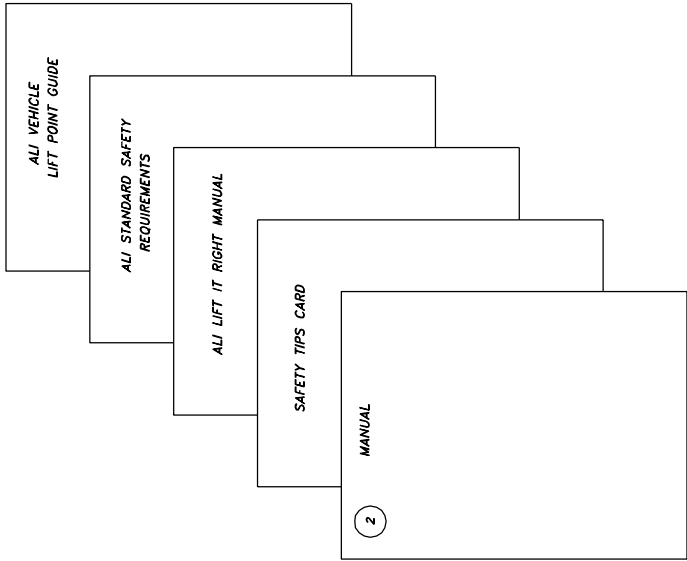 ALI VEHICLE
LIFT POINT GUIDE
ALI STANDARD SAFETY
REQUIREMENTS
ALI LIFT IT RIGHT MANUAL
SAFETY TIPS CARD
MANUAL
2